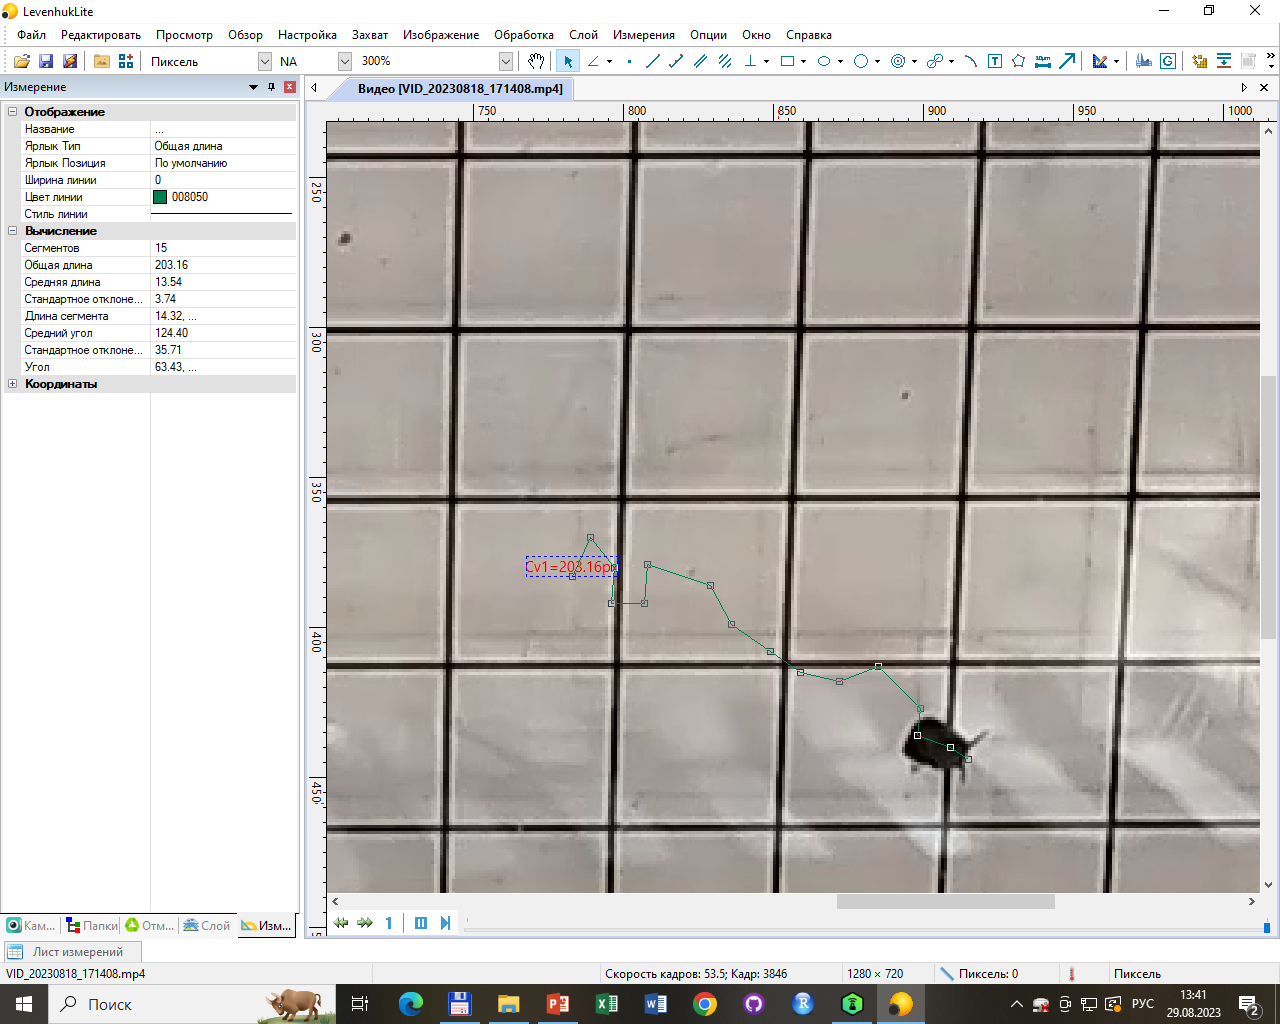 LevenhukLite
Файл Редактировать Просмотр Обзор Настройка Захват Изображение Обработка Слой Измерения Опции Окно Справка
Пиксель NA 300%
Измерение
Видео [VID_20230818_171408.mp4]
Отображение
Название ...
Ярлык Тип Общая длина
Ярлык Позиция По умолчанию
Ширина линии 0
Цвет линии 008050
Стиль линии
Вычисление
Сегментов 15
Общая длина 203.16
Средняя длина 13.54
Стандартное отклоне... 3.74
Длина сегмента 14.32, ...
Средний угол 124.40
Стандартное отклоне... 35.71
Угол 63.43, ...
Координаты
750 800 850 900 950 1000
250
300
350
400
450
Cv1=203.16px
1
Кам... Папки Отм... Слой Изм...
Лист измерений
VID_20230818_171408.mp4 Скорость кадров: 53.5; Кадр: 3846 1280 × 720 Пиксель: 0 Пиксель
Поиск
РУС
13:41
29.08.2023
2